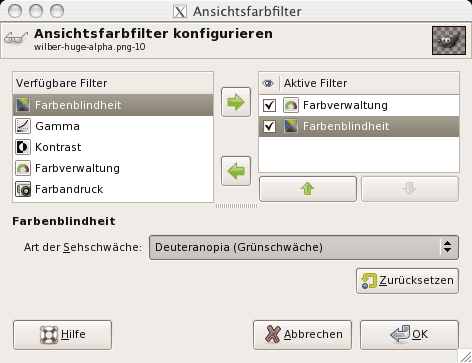 Ansichtsfarbfilter
Ansichtsfarbfilter konfigurieren
wilber-huge-alpha.png-10
Verfügbare Filter
Farbenblindheit
Gamma
Kontrast
Farbverwaltung
Farbandruck
Aktive Filter
Farbverwaltung
Farbenblindheit
Farbenblindheit
Art der Sehschwäche: Deuteranopia (Grünschwäche)
Zurücksetzen
Hilfe Abbrechen OK